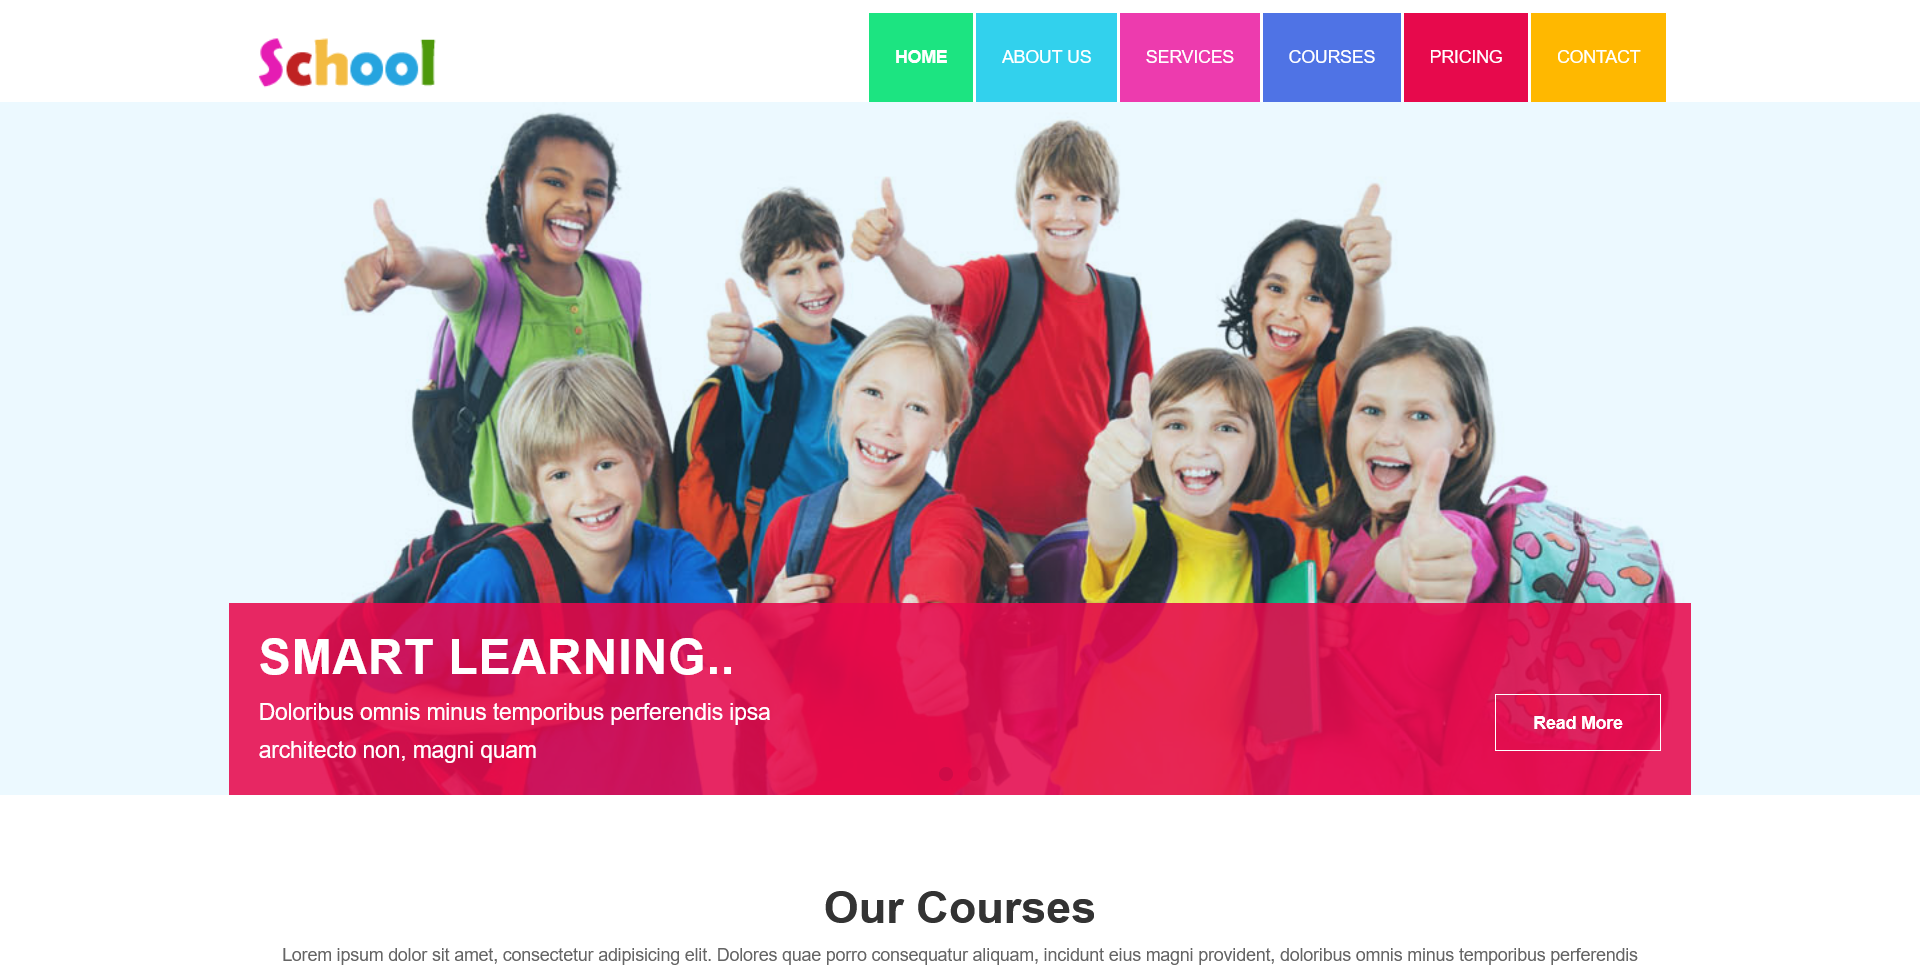 School
HOME
ABOUT US
SERVICES
COURSES
PRICING
CONTACT
SMART LEARNING..
Doloribus omnis minus temporibus perferendis ipsa
architecto non, magni quam
Read More
Our Courses
Lorem ipsum dolor sit amet, consectetur adipisicing elit. Dolores quae porro consequatur aliquam, incidunt eius magni provident, doloribus omnis minus temporibus perferendis